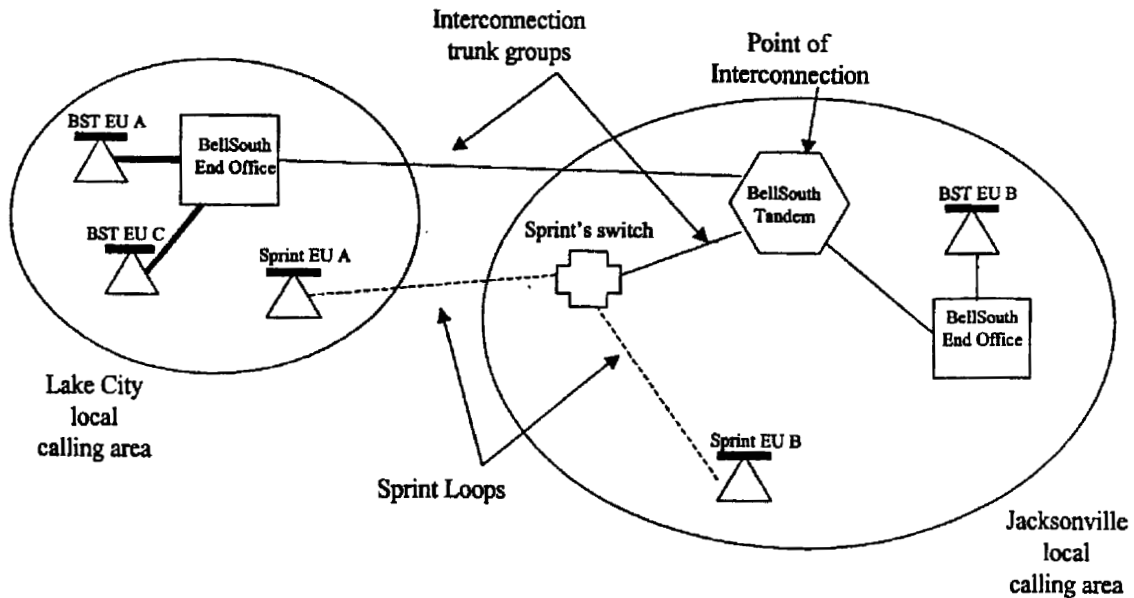 Interconnection
trunk groups
Point of
Interconnection
BST EU A
BellSouth
End Office
BST EU C
Sprint EU A
Sprint's switch
BellSouth
Tandem
BST EU B
BellSouth
End Office
Lake City
local
calling area
Sprint Loops
Sprint EU B
Jacksonville
local
calling area